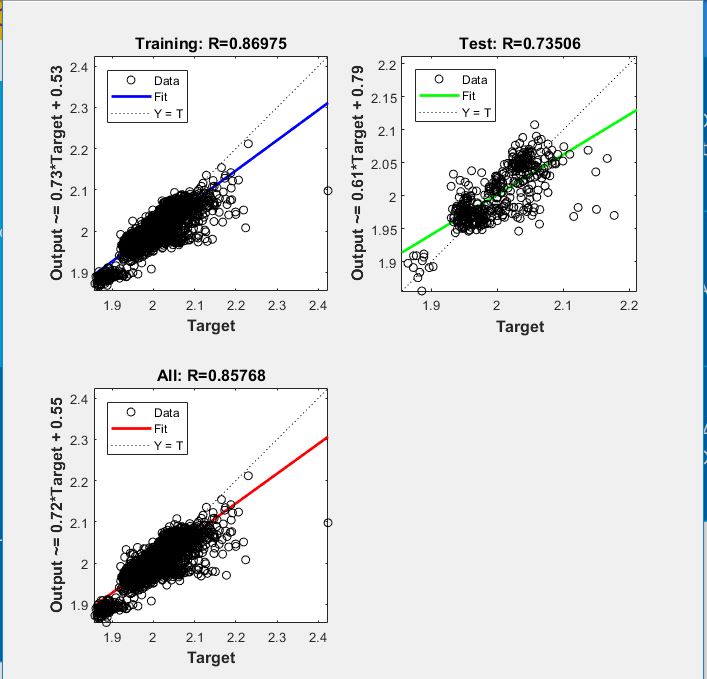 Training: R=0.86975
Output ~= 0.73*Target + 0.53
2.4
2.3
2.2
2.1
2
1.9
Data
Fit
Y = T
1.9 2 2.1 2.2 2.3 2.4
Target
Test: R=0.73506
Output ~= 0.61*Target + 0.79
2.2
2.15
2.1
2.05
2
1.95
1.9
Data
Fit
Y = T
1.9 2 2.1 2.2
Target
All: R=0.85768
Output ~= 0.72*Target + 0.55
2.4
2.3
2.2
2.1
2
1.9
Data
Fit
Y = T
1.9 2 2.1 2.2 2.3 2.4
Target